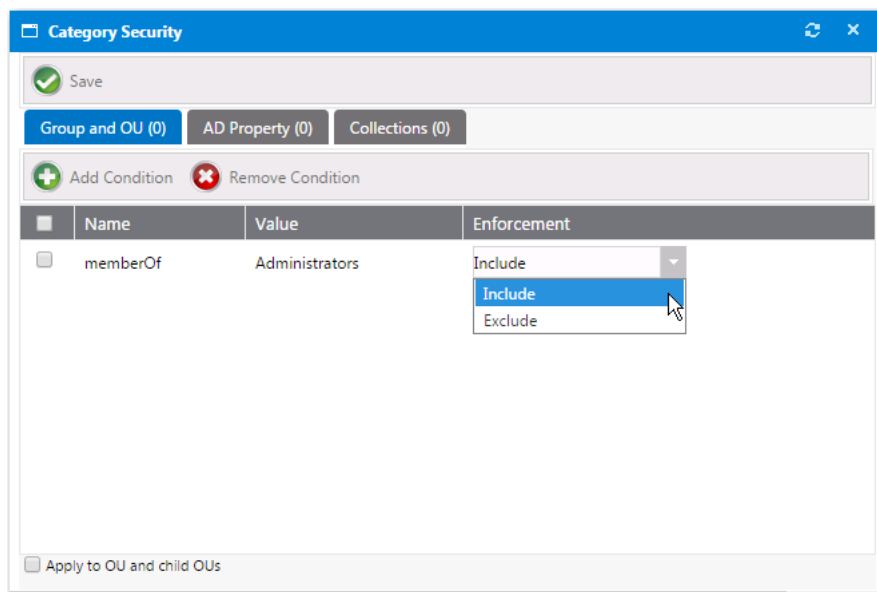 Category Security
Save
Group and OU (0) AD Property (0) Collections (0)
Add Condition Remove Condition
Name Value Enforcement
memberOf Administrators Include
Include
Exclude
Apply to OU and child OUs